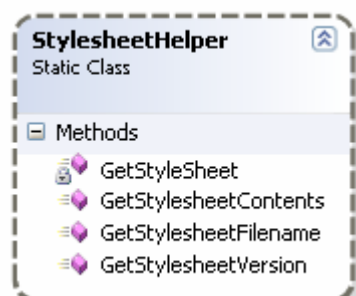 StylesheetHelper
Static Class
Methods
GetStyleSheet
GetStylesheetContents
GetStylesheetFilename
GetStylesheetVersion